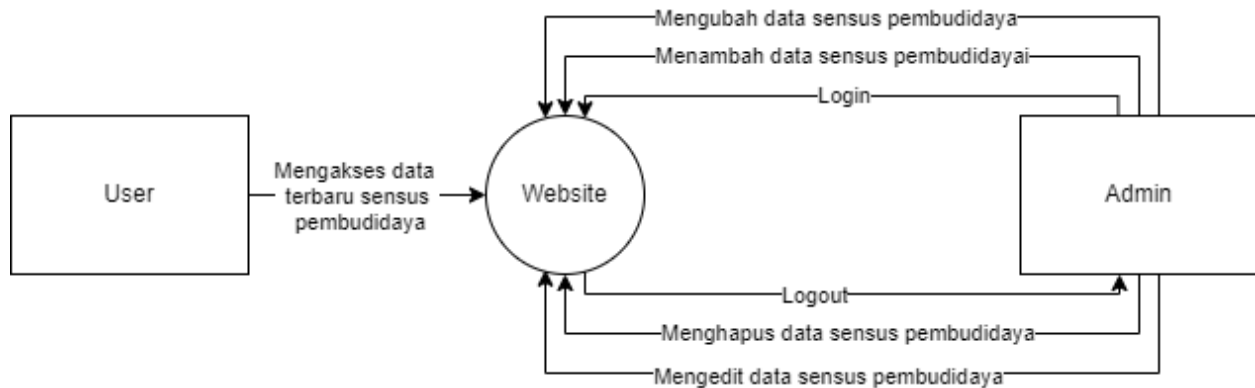 Mengubah data sensus pembudidaya
Menambah data sensus pembudidayai
Login
User
Mengakses data
terbaru sensus
pembudidaya
Website
Admin
Logout
Menghapus data sensus pembudidaya
Mengedit data sensus pembudidaya